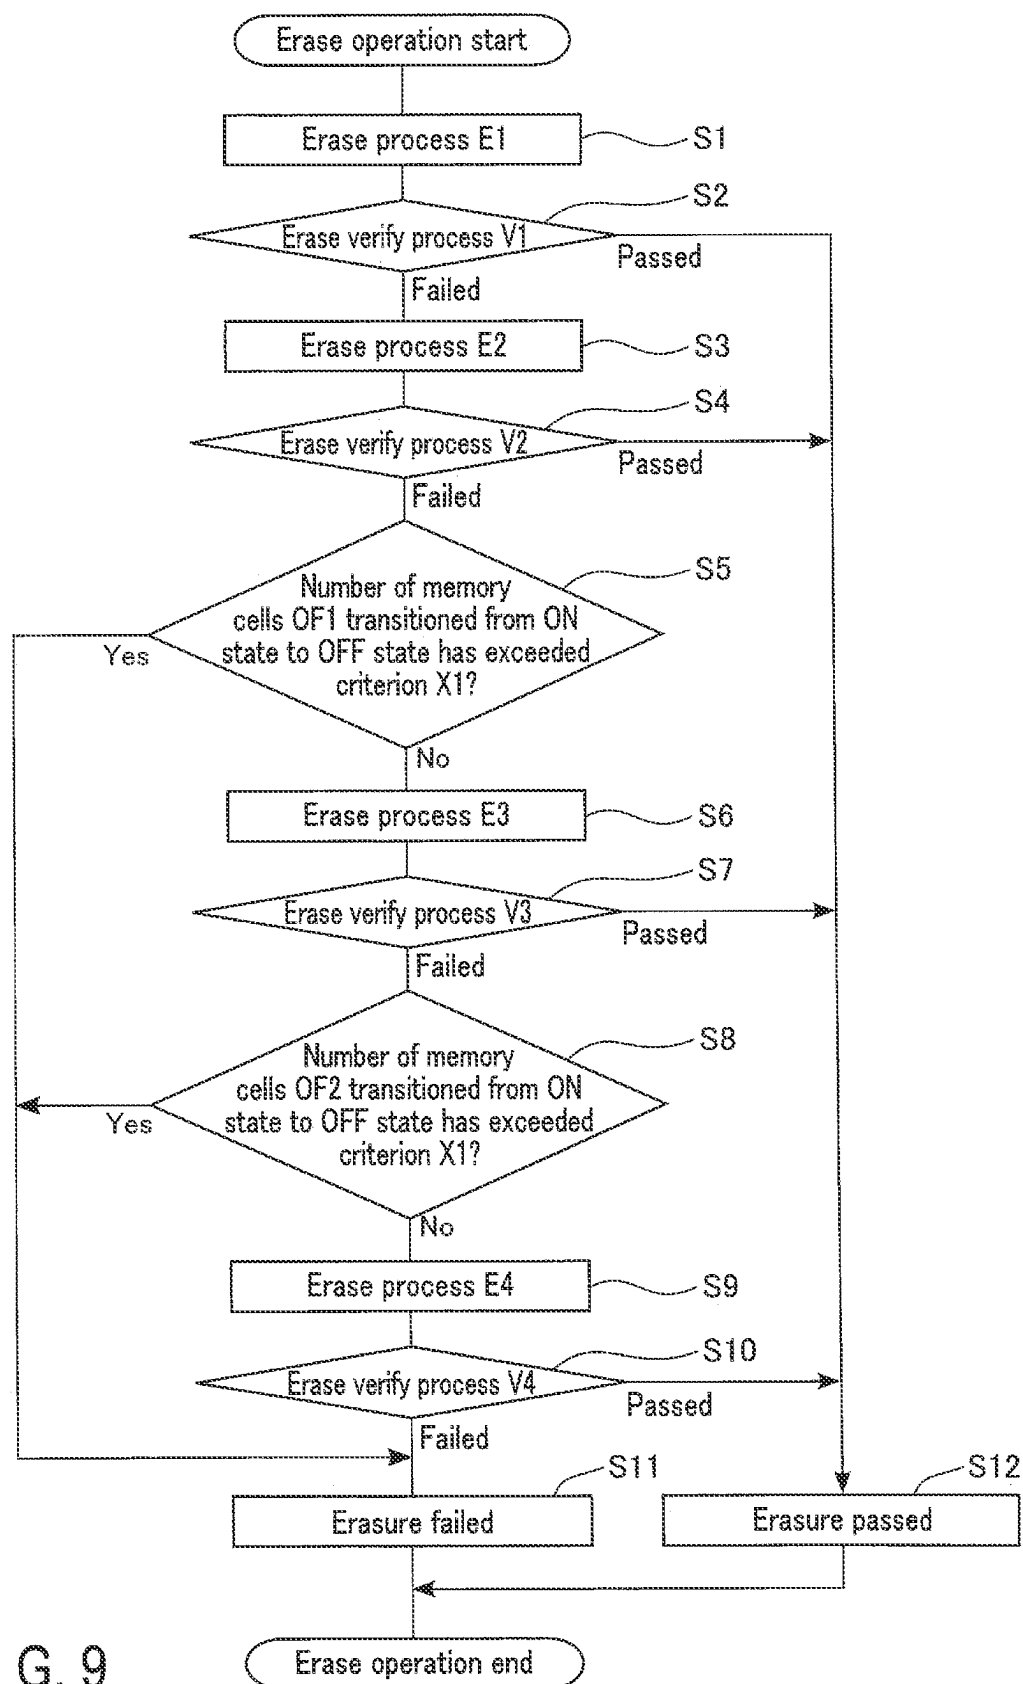 Erase operation start
Erase process E1
S1
S2
Erase verify process V1
Passed
Failed
Erase process E2
S3
S4
Erase verify process V2
Passed
Failed
S5
Number of memory
cells OF1 transitioned from ON
state to OFF state has exceeded
criterion X1?
Yes
No
Erase process E3
S6
S7
Erase verify process V3
Passed
Failed
S8
Number of memory
cells OF2 transitioned from ON
state to OFF state has exceeded
criterion X1?
Yes
No
Erase process E4
S9
S10
Erase verify process V4
Passed
Failed
S11
S12
Erasure failed
Erasure passed
Erase operation end
G. 9